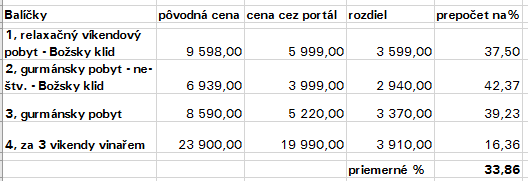 Balíčky pôvodná cena cena cez portál rozdiel prepočet na%
1, relaxačný víkendový
pobyt - Božsky klid 9 598,00 5 999,00 3 599,00 37,50
2, gurmánsky pobyt - ne-
štv. - Božsky klid 6 939,00 3 999,00 2 940,00 42,37
3, gurmánsky pobyt 8 590,00 5 220,00 3 370,00 39,23
4, za 3 vikendy vinařem 23 900,00 19 990,00 3 910,00 16,36
priemerné % 33,86